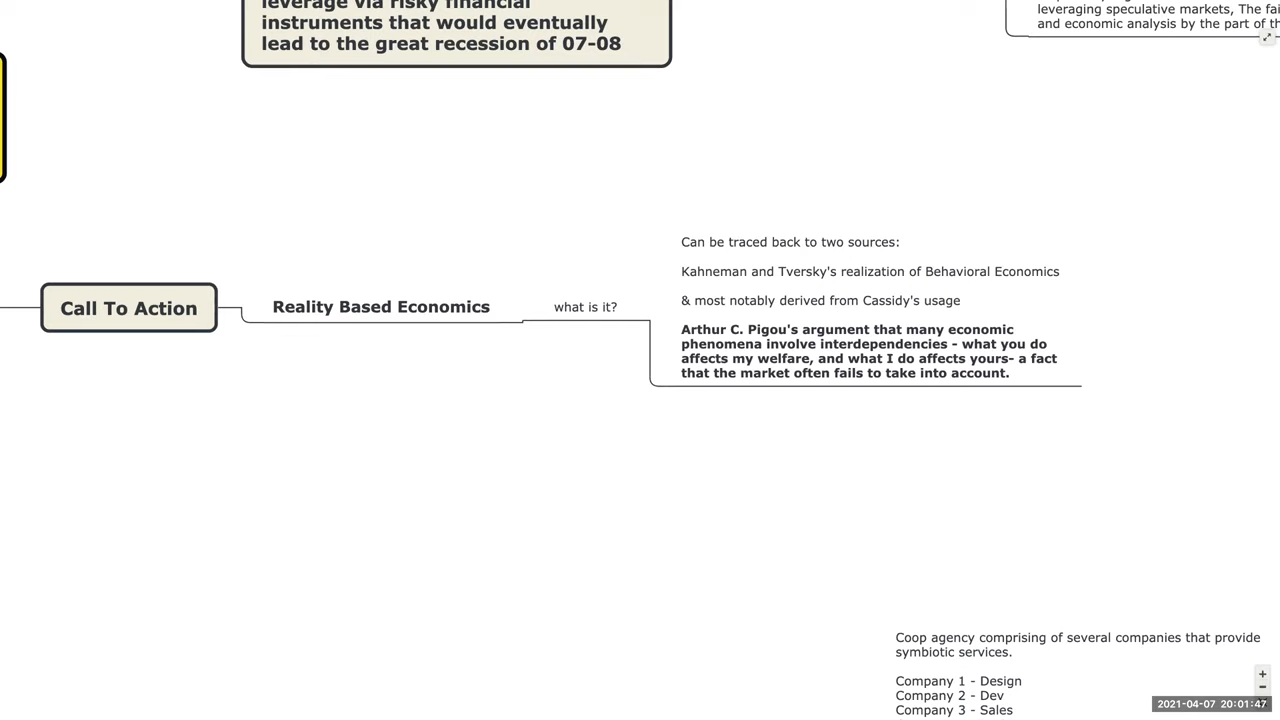 leverage via risky financial
instruments that would eventually
lead to the great recession of 07-08
leveraging speculative markets, The fai
and economic analysis by the part of th
Call To Action
Reality Based Economics
what is it?
Can be traced back to two sources:
Kahneman and Tversky's realization of Behavioral Economics
& most notably derived from Cassidy's usage
Arthur C. Pigou's argument that many economic
phenomena involve interdependencies - what you do
affects my welfare, and what I do affects yours- a fact
that the market often fails to take into account.
Coop agency comprising of several companies that provide
symbiotic services.
Company 1 - Design
Company 2 - Dev
Company 3 - Sales
2021-04-07 20:01:47